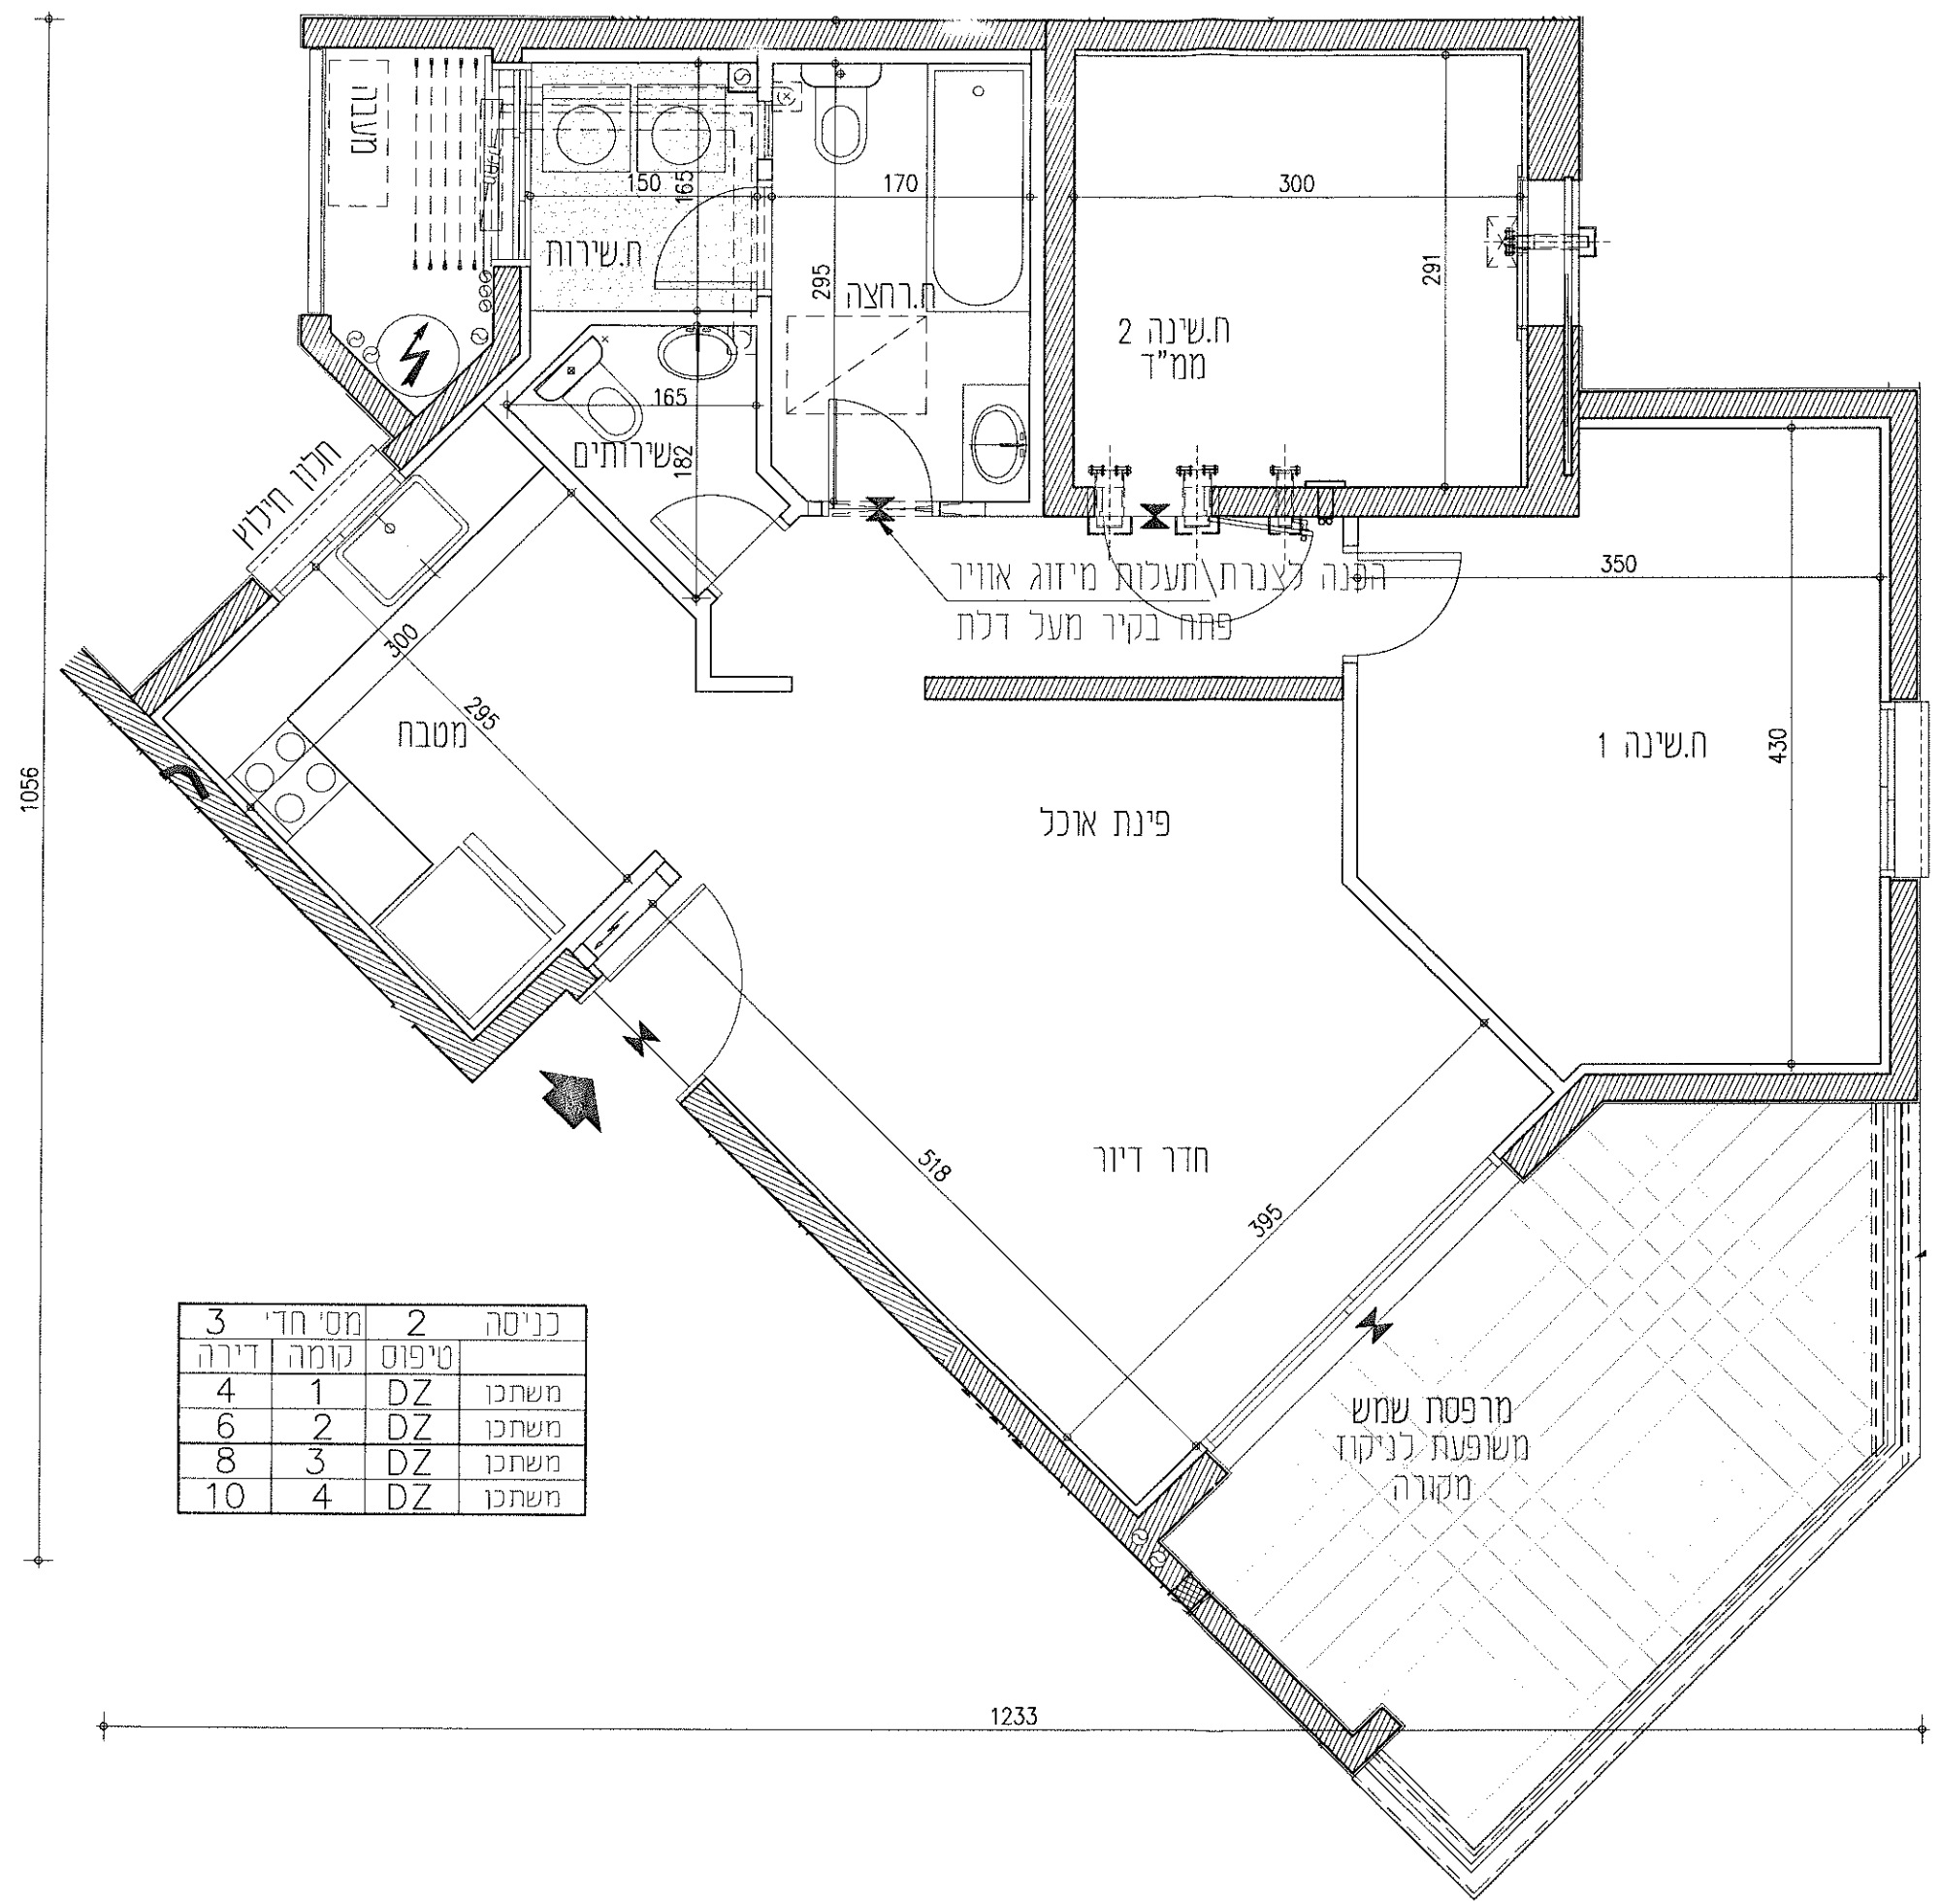 מעבה
150
165
170
300
ח.שירות
295
ח.רחצה
291
ח.שינה 2
ממ"ד
165
שירותים
182
חלון חילוץ
הכנה לצנרת\תעלות מיזוג אוויר
פתח בקיר מעל דלת
350
300
295
מטבח
ח.שינה 1
430
1056
פינת אוכל
חדר דיור
518
395
כניסה 2 מס' חדי' 3
טיפוס קומה דירה
משתכן DZ 1 4
משתכן DZ 2 6
משתכן DZ 3 8
משתכן DZ 4 10
מרפסת שמש
משופעת לניקוז
מקורה
1233